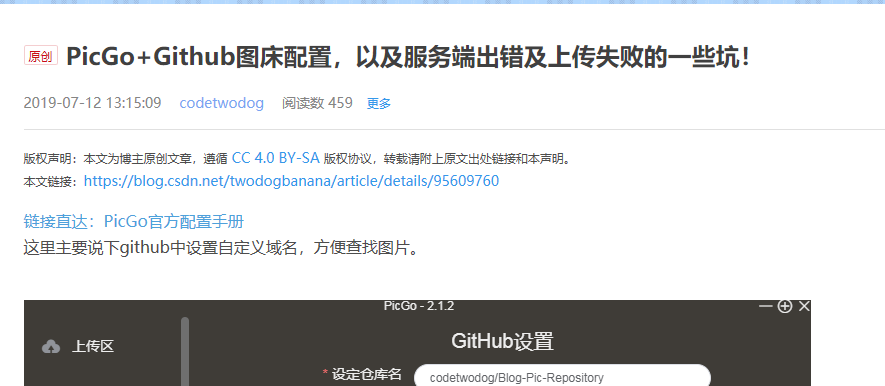 原创 PicGo+Github图床配置，以及服务端出错及上传失败的一些坑！
2019-07-12 13:15:09 codetwodog 阅读数 459 更多
版权声明：本文为博主原创文章，遵循 CC 4.0 BY-SA 版权协议，转载请附上原文出处链接和本声明。
本文链接：https://blog.csdn.net/twodogbanana/article/details/95609760
链接直达：PicGo官方配置手册
这里主要说下github中设置自定义域名，方便查找图片。
PicGo - 2.1.2
GitHub设置
上传区
* 设定仓库名 codetwodog/Blog-Pic-Repository